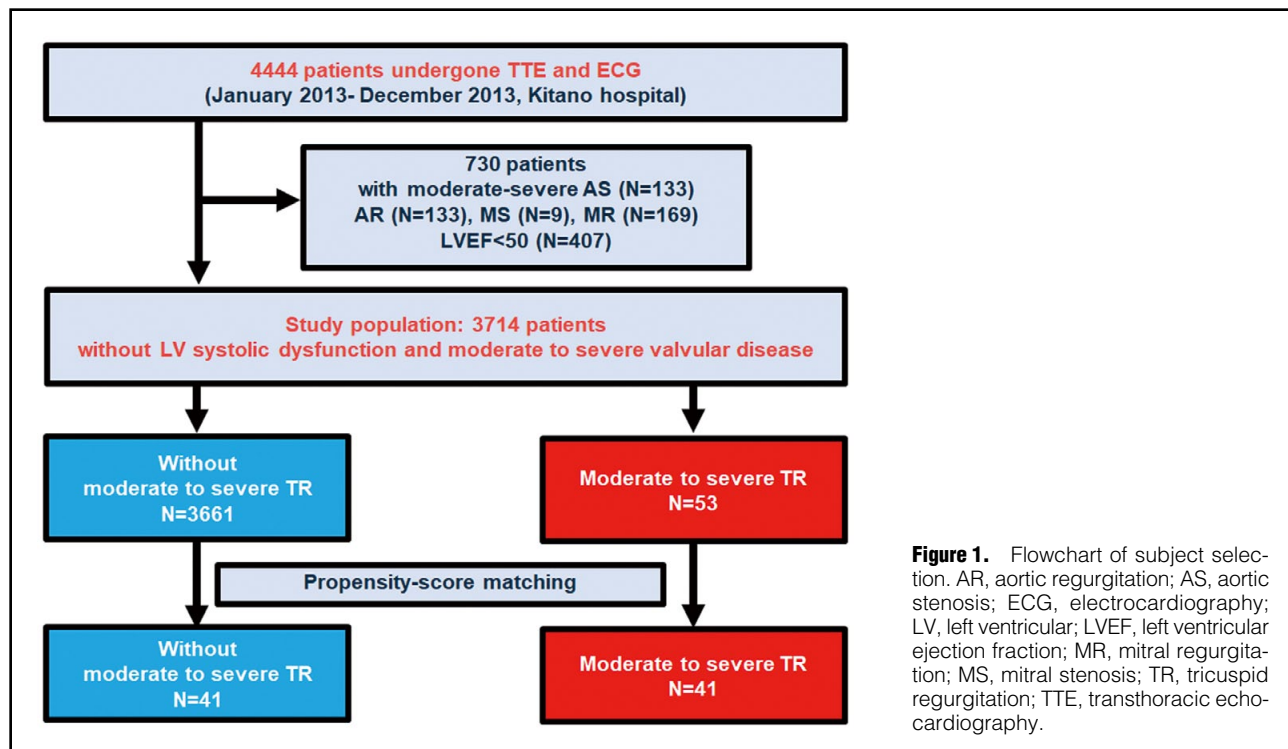 4444 patients undergone TTE and ECG
(January 2013- December 2013, Kitano hospital)
730 patients
with moderate-severe AS (N=133)
AR (N=133), MS (N=9), MR (N=169)
LVEF<50 (N=407)
Study population: 3714 patients
without LV systolic dysfunction and moderate to severe valvular disease
Without
moderate to severe TR
N=3661
Moderate to severe TR
N=53
Propensity-score matching
Without
moderate to severe TR
N=41
Moderate to severe TR
N=41
Figure 1. Flowchart of subject selec-
tion. AR, aortic regurgitation; AS, aortic
stenosis; ECG, electrocardiography;
LV, left ventricular; LVEF, left ventricular
ejection fraction; MR, mitral regurgita-
tion; MS, mitral stenosis; TR, tricuspid
regurgitation; TTE, transthoracic echo-
cardiography.